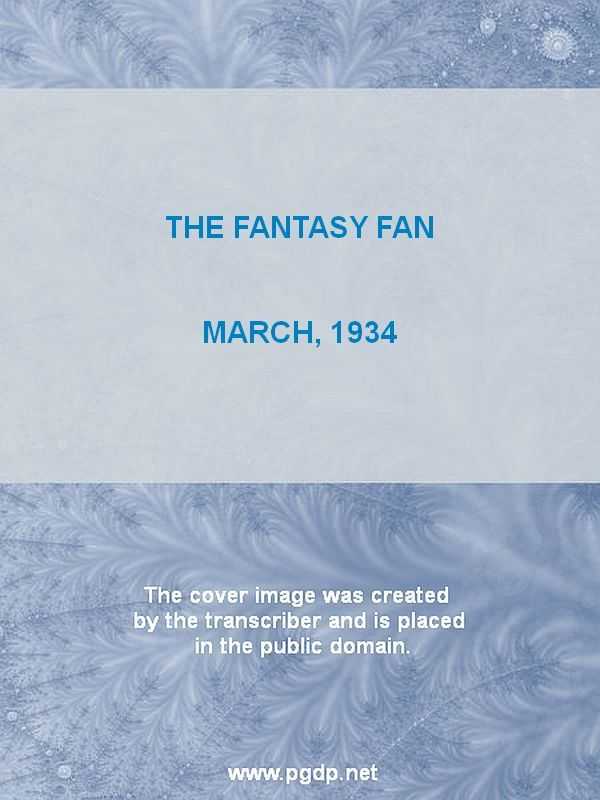 THE FANTASY FAN
MARCH, 1934
The cover image was created
by the transcriber and is placed
in the public domain.
www.pgdp.net